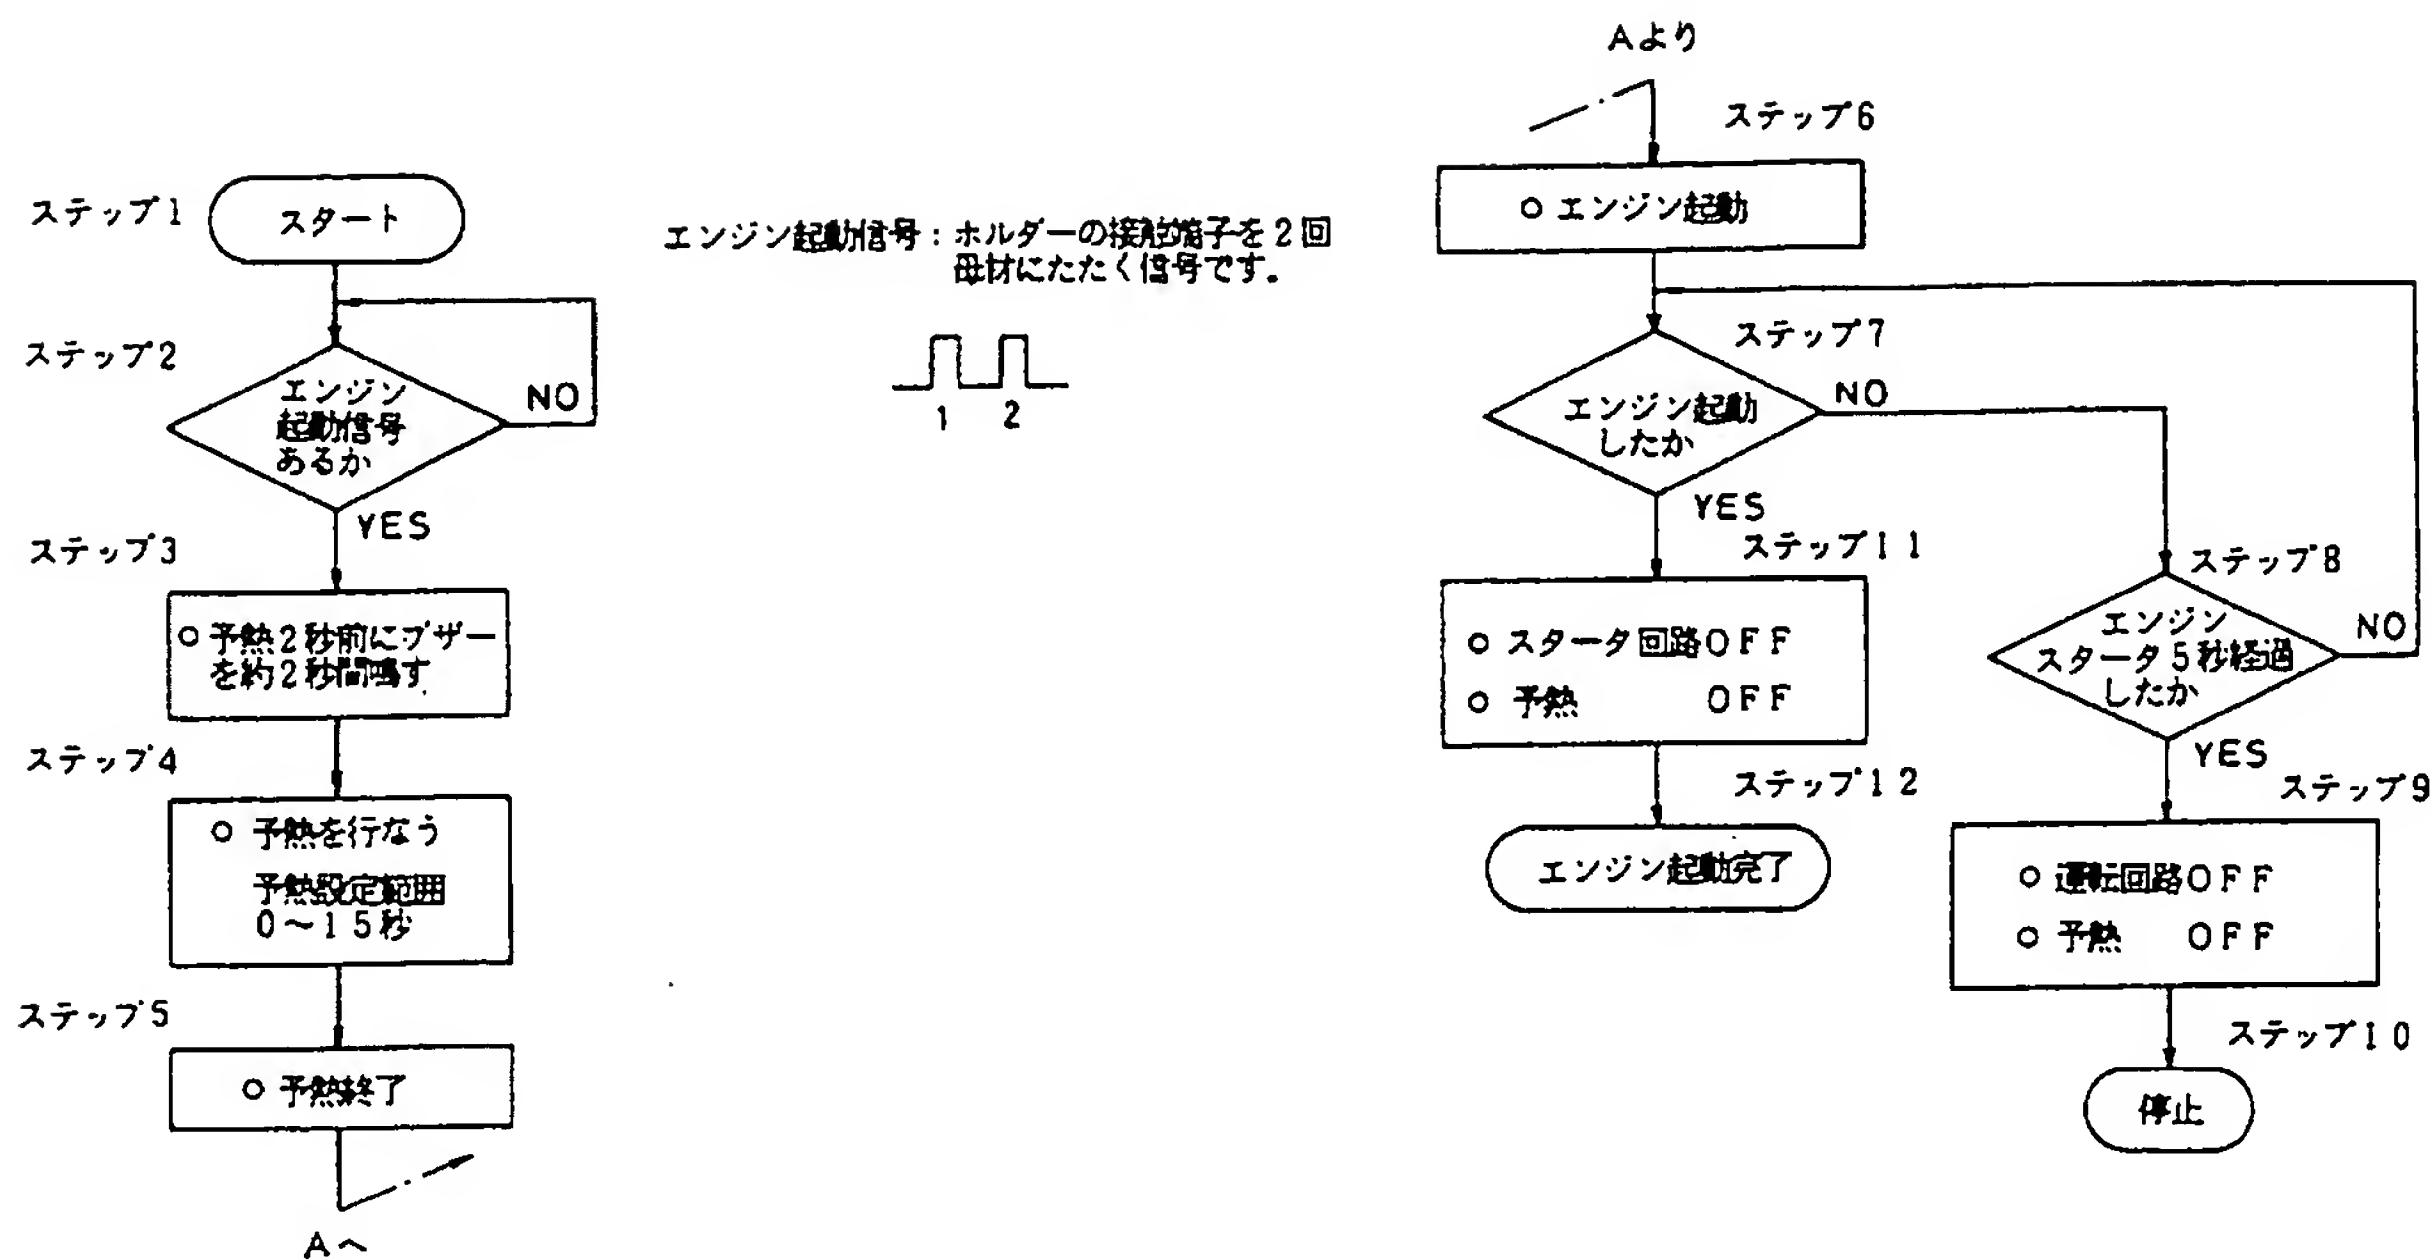 ステップ1
スタート
ステップ2
エンジン
起動信号
あるか
NO
YES
ステップ3
○ 予熱2秒前にブザー
を約2秒間鳴す
ステップ4
○ 予熱を行なう
予熱設定範囲
0～15秒
ステップ5
○ 予熱終了
Aへ
エンジン起動信号：ホルダーの接触端子を2回
母材にたたく信号です。
1 2
Aより
ステップ6
○ エンジン起動
ステップ7
エンジン起動
したか
NO
YES
ステップ11
○ スタータ回路OFF
○ 予熱 OFF
ステップ12
エンジン起動完了
ステップ8
エンジン
スタータ5秒経過
したか
NO
YES
ステップ9
○ 運転回路OFF
○ 予熱 OFF
ステップ10
停止